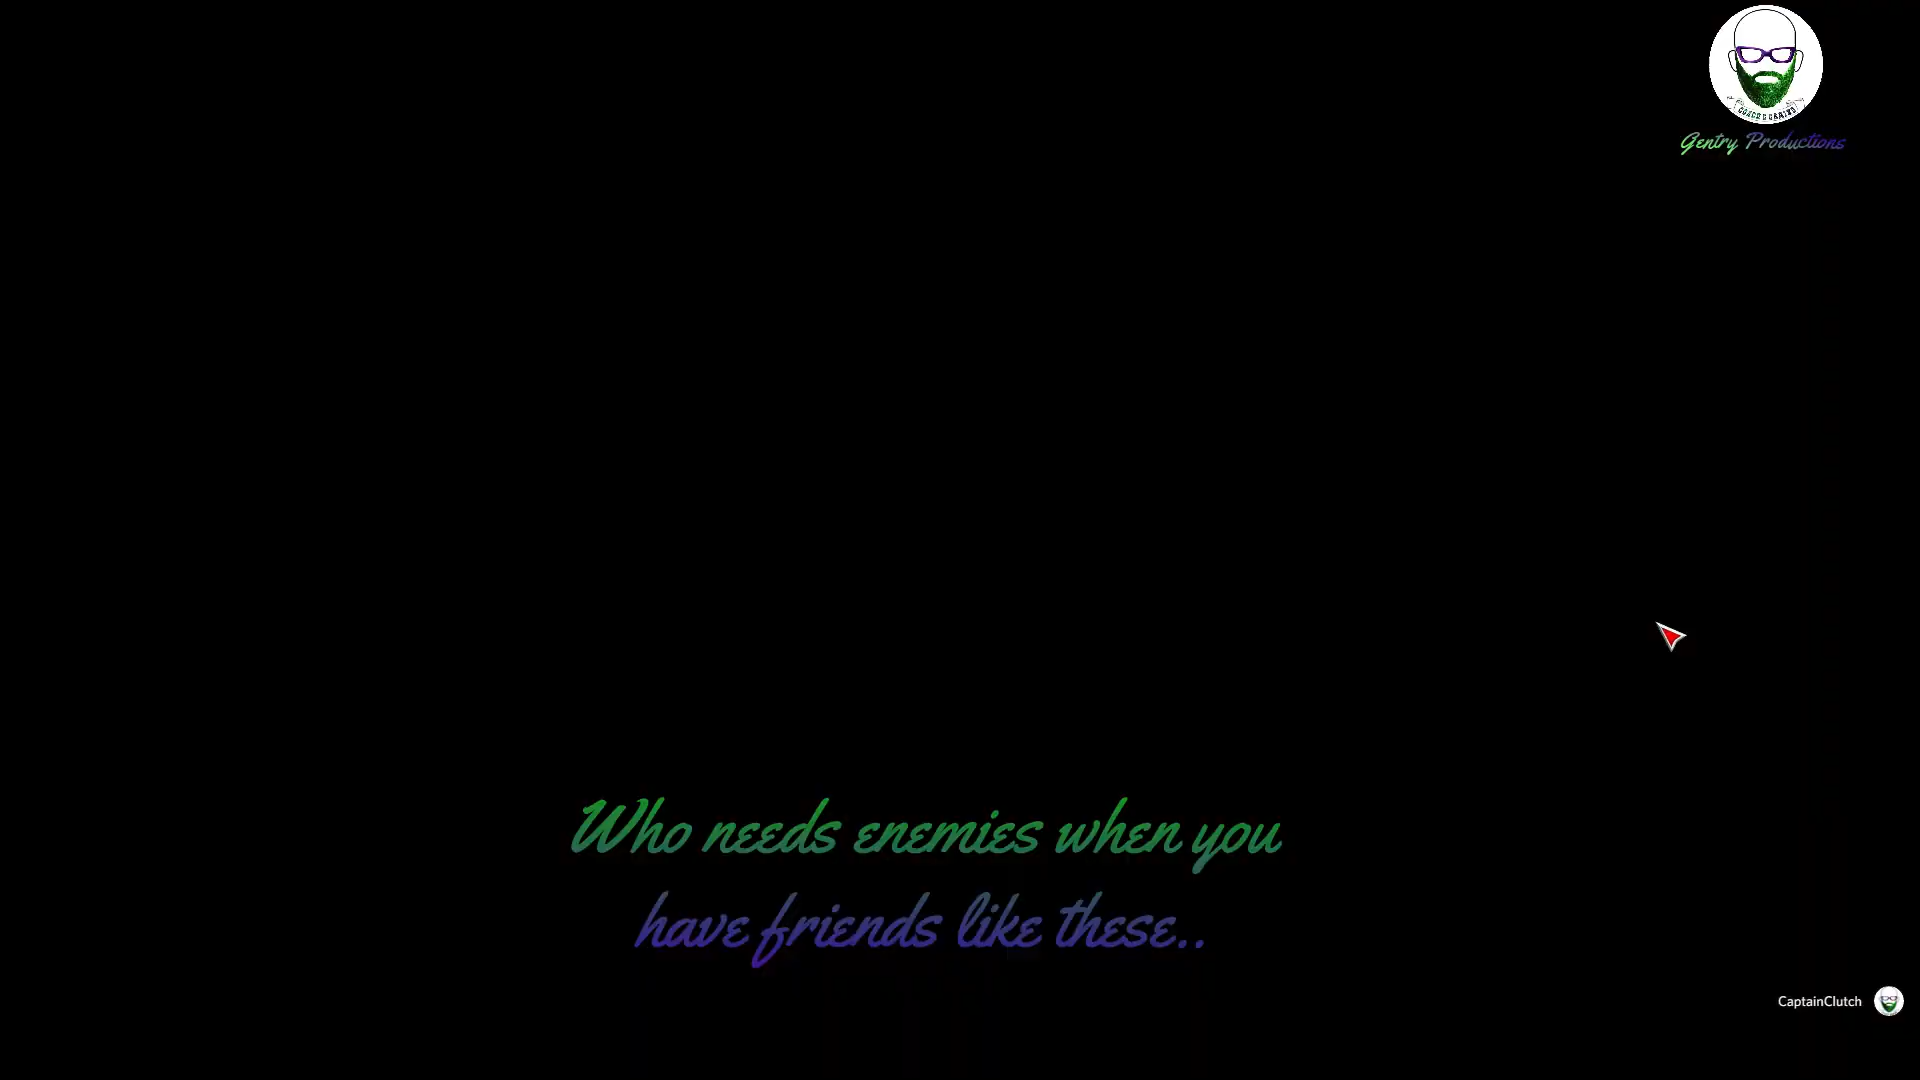 Gentry Productions
Who needs enemies when you
have friends like these..
CaptainClutch